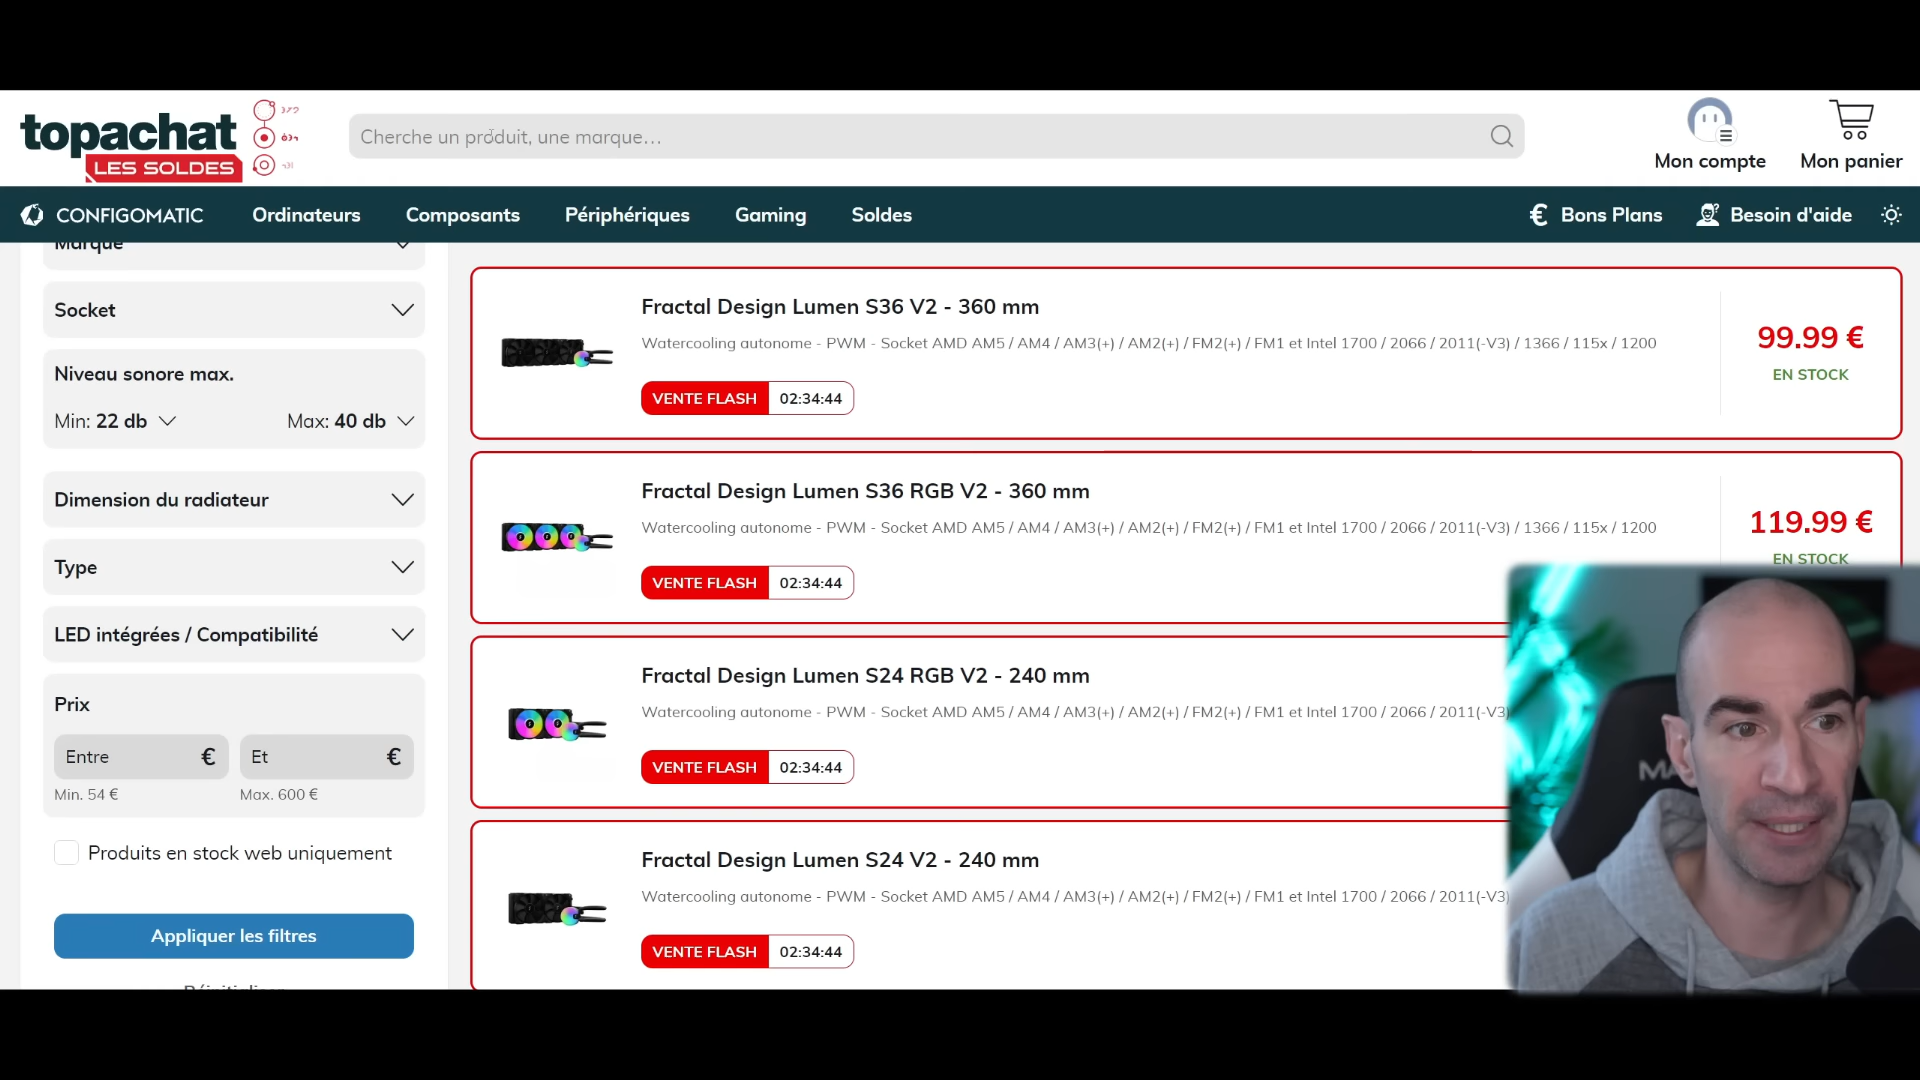 topachat
LES SOLDES
Cherche un produit, une marque...
Mon compte
Mon panier
CONFIGOMATIC
Ordinateurs
Composants
Périphériques
Gaming
Soldes
€ Bons Plans
Besoin d'aide
Marque
Socket
Niveau sonore max.
Min: 22 db
Max: 40 db
Dimension du radiateur
Type
LED intégrées / Compatibilité
Prix
Entre €
Et €
Min. 54 €
Max. 600 €
Produits en stock web uniquement
Appliquer les filtres
Fractal Design Lumen S36 V2 - 360 mm
Watercooling autonome - PWM - Socket AMD AM5 / AM4 / AM3(+) / AM2(+) / FM2(+) / FM1 et Intel 1700 / 2066 / 2011(-V3) / 1366 / 115x / 1200
VENTE FLASH 02:34:44
99.99 €
EN STOCK
Fractal Design Lumen S36 RGB V2 - 360 mm
Watercooling autonome - PWM - Socket AMD AM5 / AM4 / AM3(+) / AM2(+) / FM2(+) / FM1 et Intel 1700 / 2066 / 2011(-V3) / 1366 / 115x / 1200
VENTE FLASH 02:34:44
119.99 €
EN STOCK
Fractal Design Lumen S24 RGB V2 - 240 mm
Watercooling autonome - PWM - Socket AMD AM5 / AM4 / AM3(+) / AM2(+) / FM2(+) / FM1 et Intel 1700 / 2066 / 2011(-V3)
VENTE FLASH 02:34:44
Fractal Design Lumen S24 V2 - 240 mm
Watercooling autonome - PWM - Socket AMD AM5 / AM4 / AM3(+) / AM2(+) / FM2(+) / FM1 et Intel 1700 / 2066 / 2011(-V3)
VENTE FLASH 02:34:44